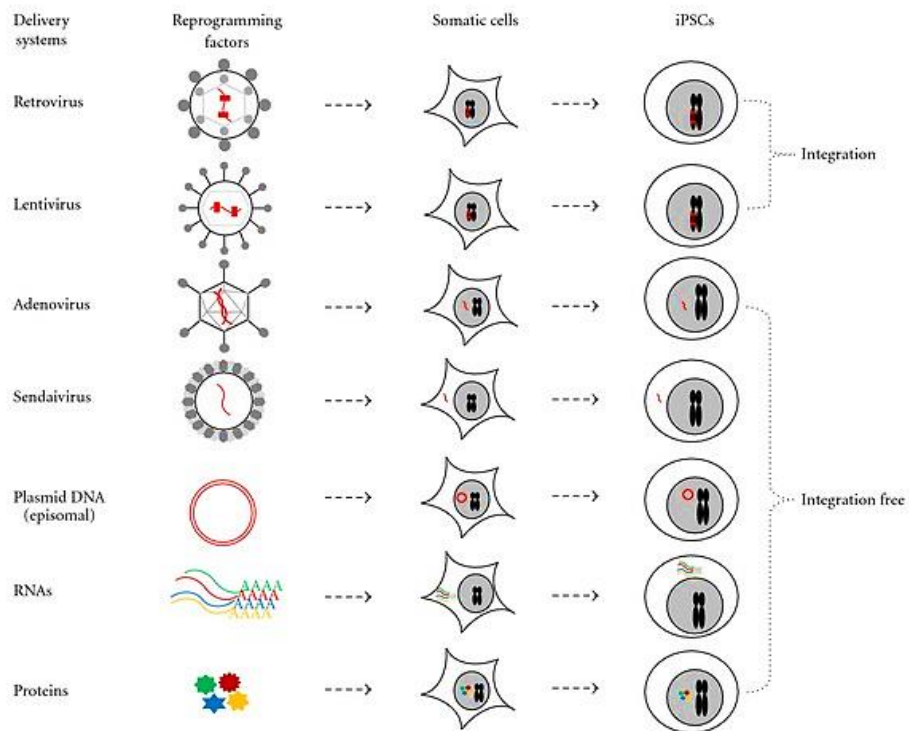 Delivery systems
Reprogramming factors
Somatic cells
iPSCs
Retrovirus
Integration
Lentivirus
Adenovirus
Sendaivirus
Plasmid DNA
(episomal)
Integration free
RNAs
AAAA
AAAA
AAAA
AAAA
Proteins